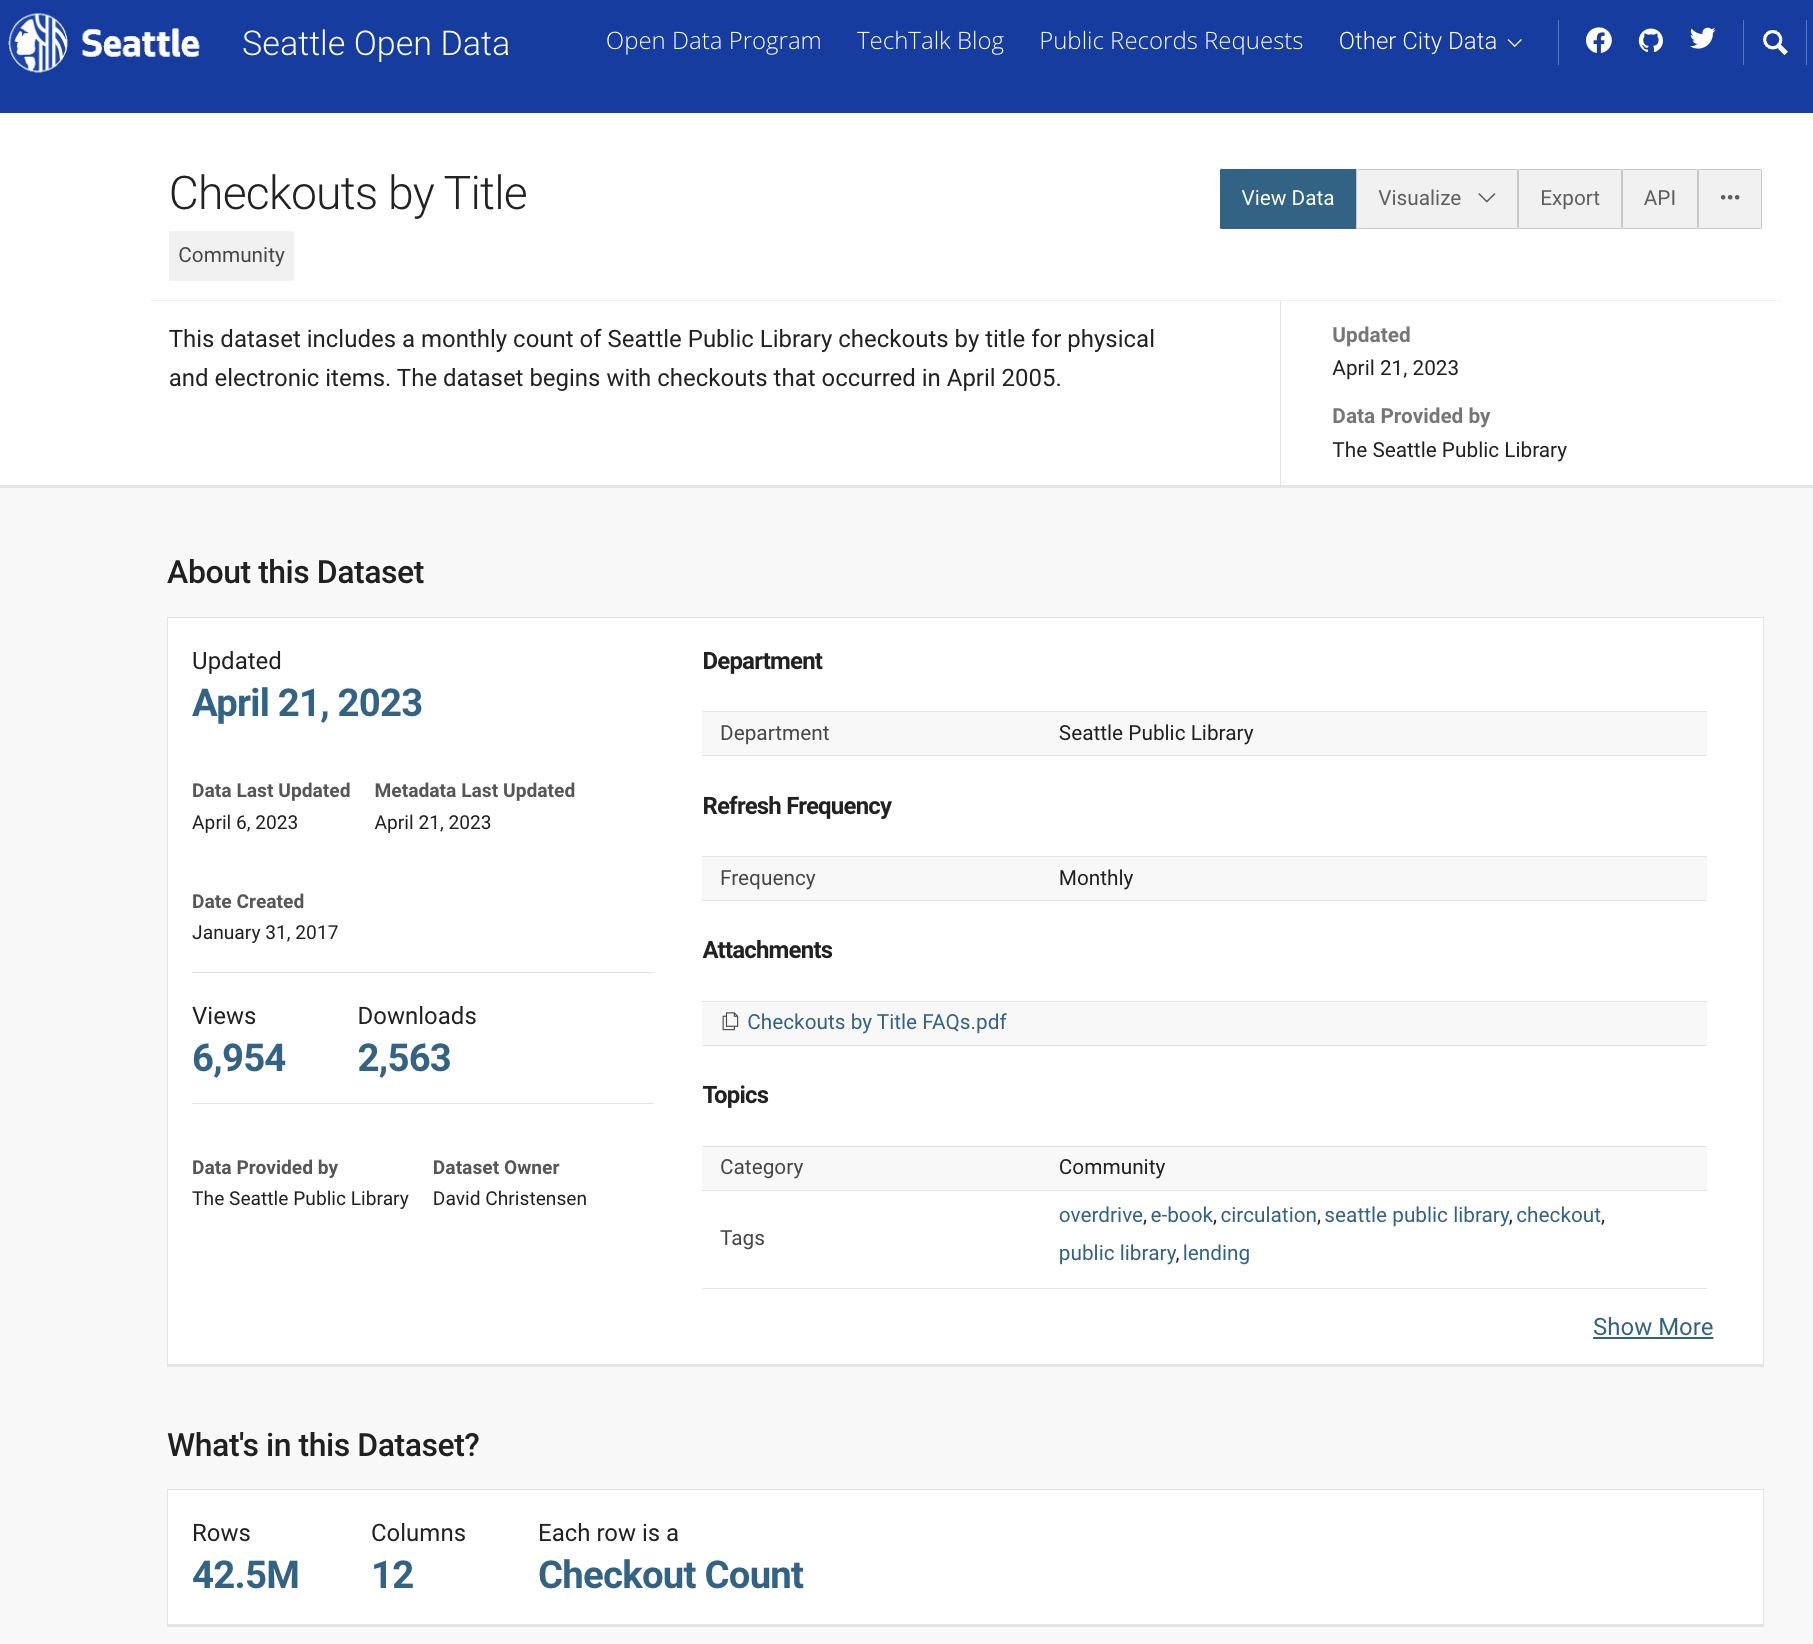 Seattle
Seattle Open Data
Open Data Program
TechTalk Blog
Public Records Requests
Other City Data
Checkouts by Title
View Data
Visualize
Export
API
Community
This dataset includes a monthly count of Seattle Public Library checkouts by title for physical
and electronic items. The dataset begins with checkouts that occurred in April 2005.
Updated
April 21, 2023
Data Provided by
The Seattle Public Library
About this Dataset
Updated
April 21, 2023
Data Last Updated
April 6, 2023
Metadata Last Updated
April 21, 2023
Date Created
January 31, 2017
Views
6,954
Downloads
2,563
Data Provided by
The Seattle Public Library
Dataset Owner
David Christensen
Department
Department
Seattle Public Library
Refresh Frequency
Frequency
Monthly
Attachments
Checkouts by Title FAQs.pdf
Topics
Category
Community
Tags
overdrive, e-book, circulation, seattle public library, checkout,
public library, lending
Show More
What's in this Dataset?
Rows
42.5M
Columns
12
Each row is a
Checkout Count